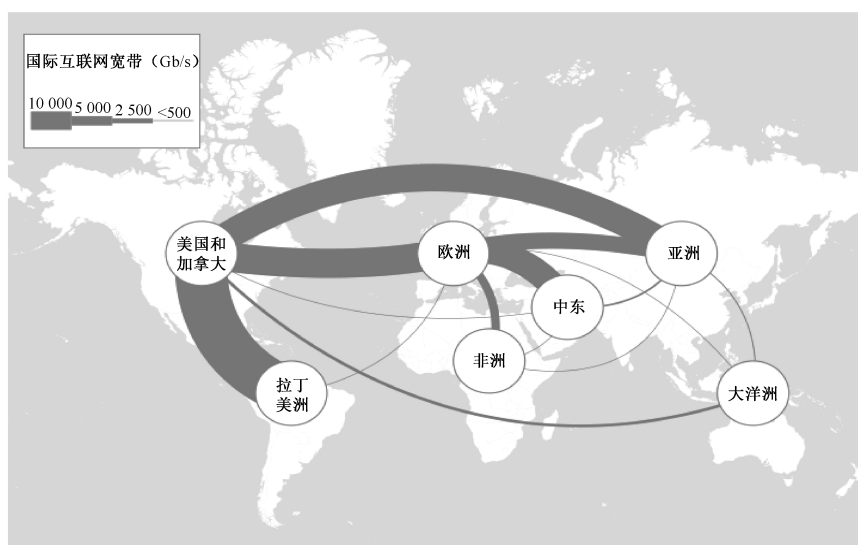 国际互联网宽带（Gb/s）
10 000 5 000 2 500 <500
美国和
加拿大
欧洲
亚洲
中东
非洲
拉丁
美洲
大洋洲